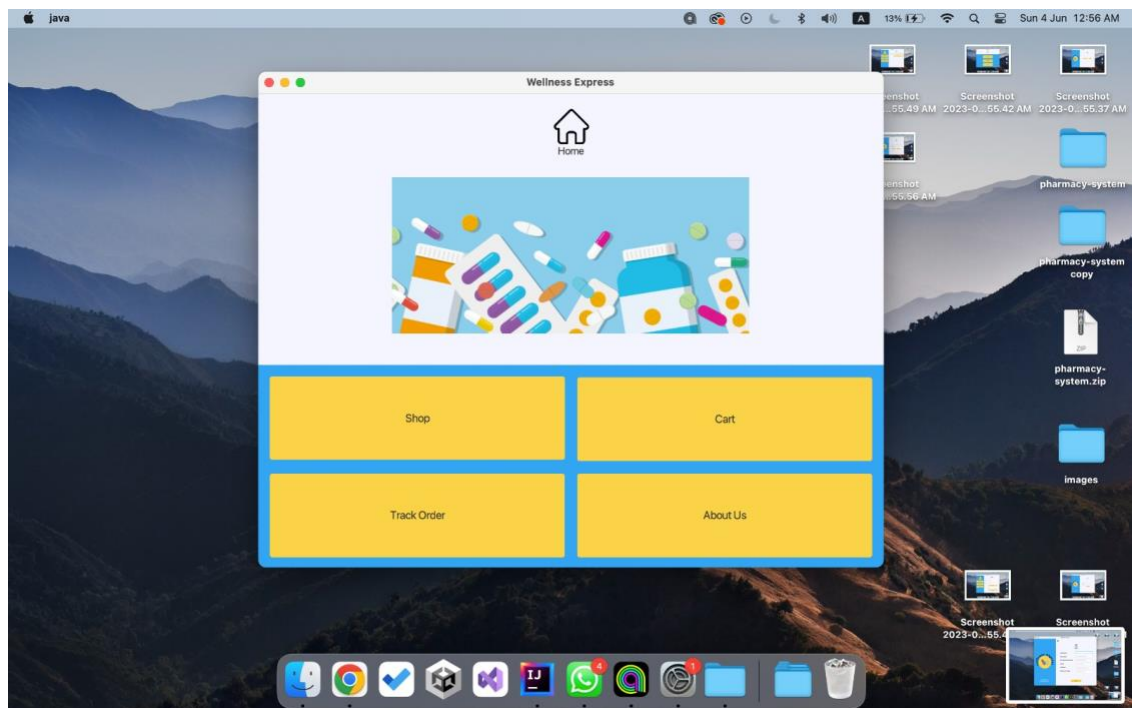 java
A
13%
Sun 4 Jun 12:56 AM
Wellness Express
Home
Shop
Cart
Track Order
About Us
enshot
...55.49 AM
Screenshot
2023-0...55.42 AM
Screenshot
2023-0...55.37 AM
enshot
...55.56 AM
pharmacy-system
pharmacy-system
copy
ZIP
pharmacy-
system.zip
images
Screenshot
2023-0...55.4
Screenshot
IJ
4
1